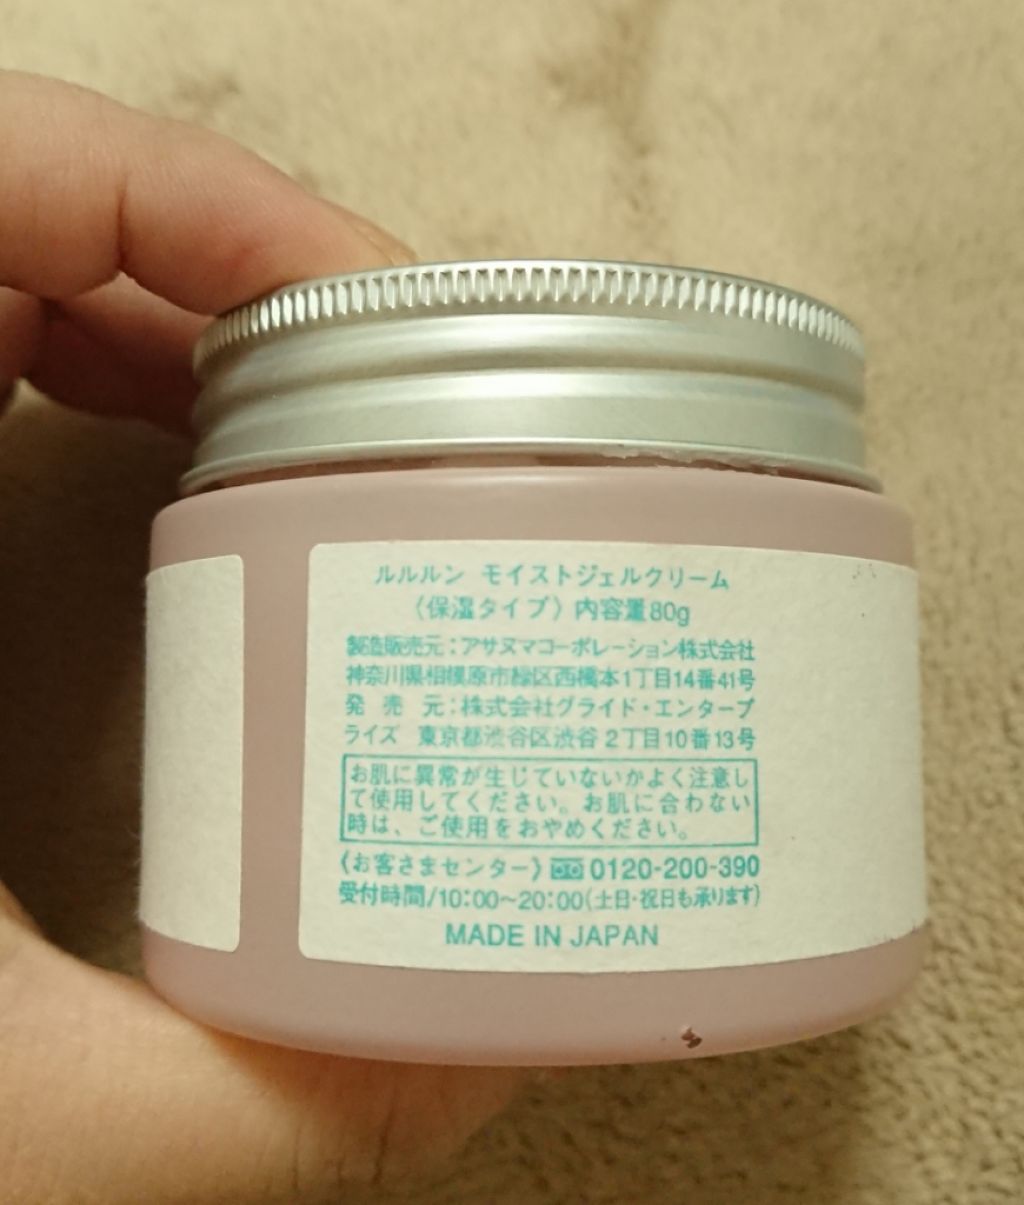 ルルルン モイストジェルクリーム
〈保湿タイプ〉内容量80g
製造販売元：アサヌマコーポレーション株式会社
神奈川県相模原市緑区西橋本1丁目14番41号
発売元：株式会社グライド・エンタープ
ライズ 東京都渋谷区渋谷2丁目10番13号
お肌に異常が生じていないかよく注意し
て使用してください。お肌に合わない
時は、ご使用をおやめください。
《お客さまセンター》0120-200-390
受付時間/10:00〜20:00(土日・祝日も承ります)
MADE IN JAPAN